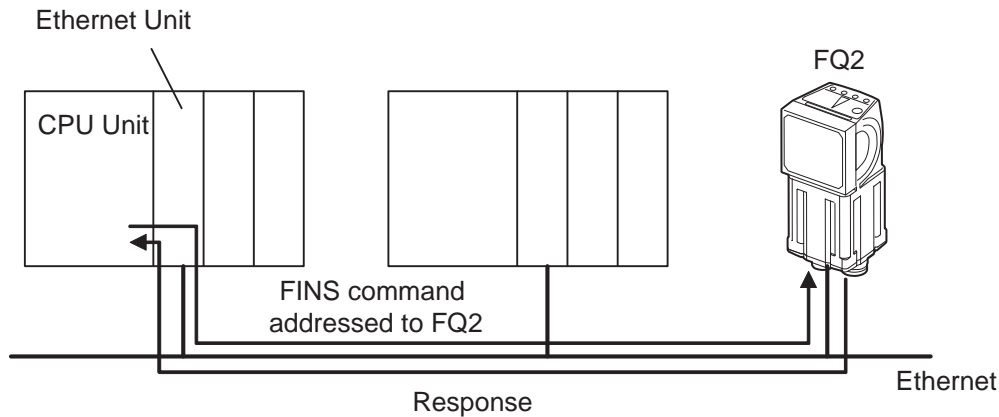 Ethernet Unit
FQ2
CPU Unit
FINS command
addressed to FQ2
Ethernet
Response